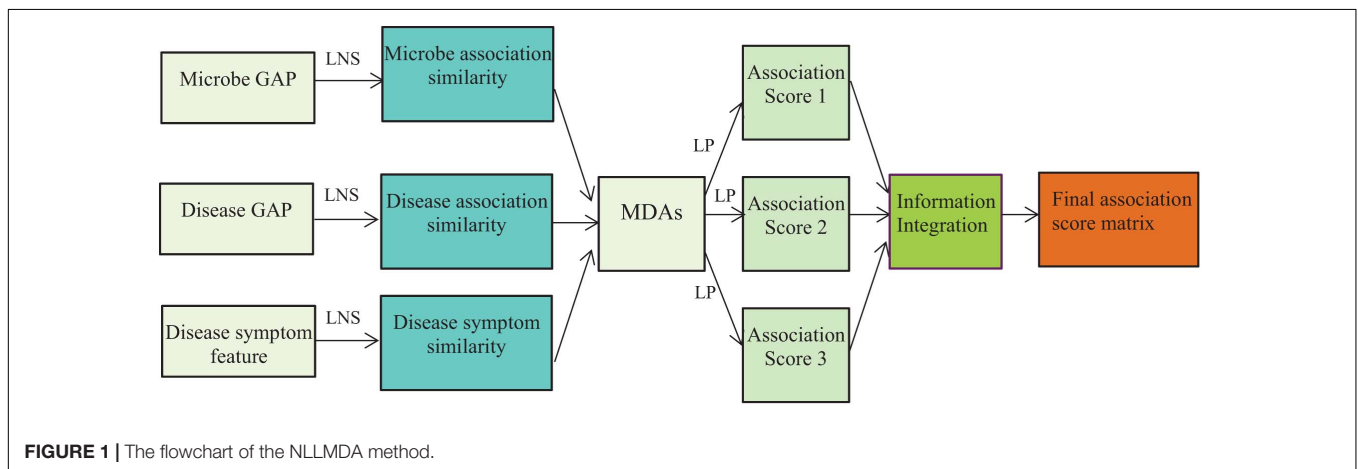 Microbe GAP
LNS
Microbe association
similarity
Disease GAP
LNS
Disease association
similarity
Disease symptom
feature
LNS
Disease symptom
similarity
MDAs
LP
LP
LP
Association
Score 1
Association
Score 2
Association
Score 3
Information
Integration
Final association
score matrix
FIGURE 1 | The flowchart of the NLLMDA method.